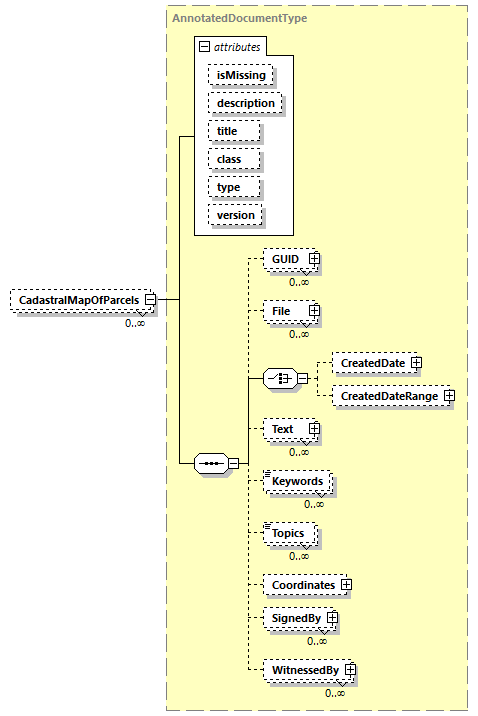 AnnotatedDocumentType
attributes
isMissing
description
title
class
type
version
CadastralMapOfParcels
0..∞
GUID
0..∞
File
0..∞
CreatedDate
CreatedDateRange
Text
0..∞
Keywords
0..∞
Topics
0..∞
Coordinates
SignedBy
0..∞
WitnessedBy
0..∞